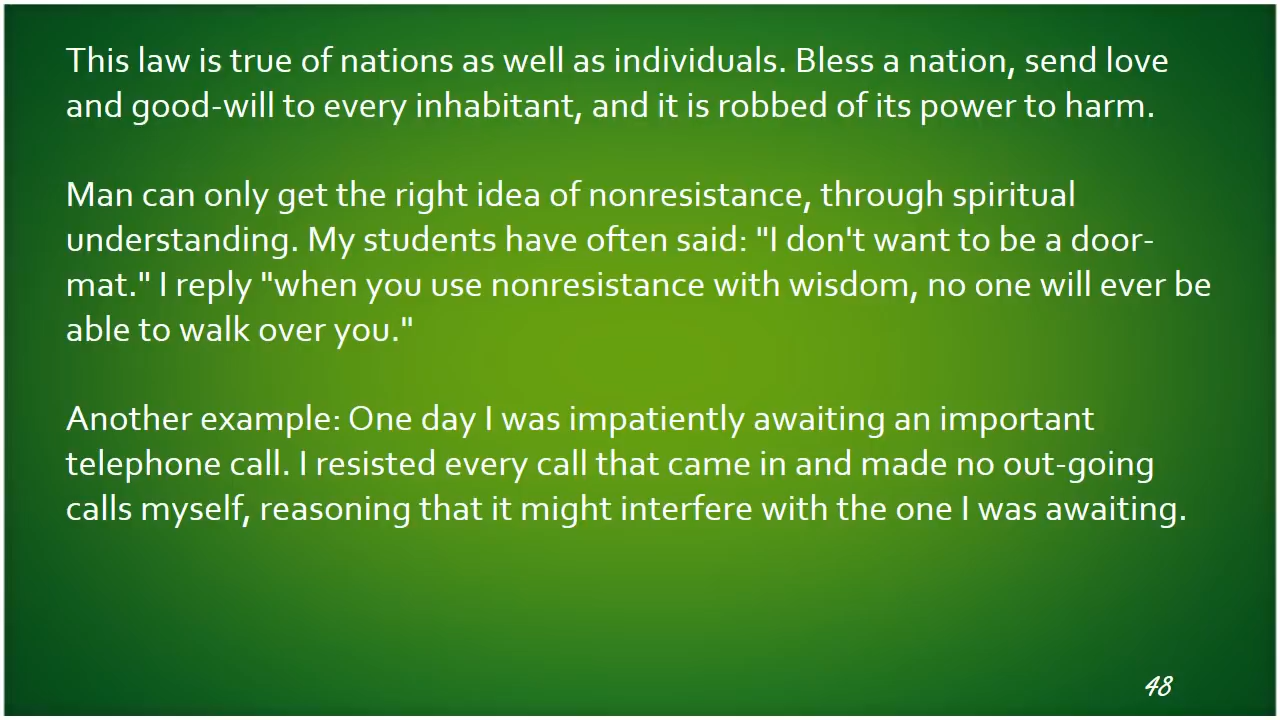 This law is true of nations as well as individuals. Bless a nation, send love
and good-will to every inhabitant, and it is robbed of its power to harm.
Man can only get the right idea of nonresistance, through spiritual
understanding. My students have often said: "I don't want to be a door-
mat." I reply "when you use nonresistance with wisdom, no one will ever be
able to walk over you."
Another example: One day I was impatiently awaiting an important
telephone call. I resisted every call that came in and made no out-going
calls myself, reasoning that it might interfere with the one I was awaiting.
48